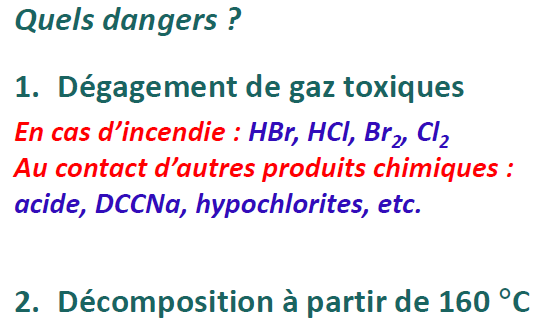 Quels dangers ?
1. Dégagement de gaz toxiques
En cas d’incendie : HBr, HCl, Br2, Cl2
Au contact d’autres produits chimiques :
acide, DCCNa, hypochlorites, etc.
2. Décomposition à partir de 160 °C